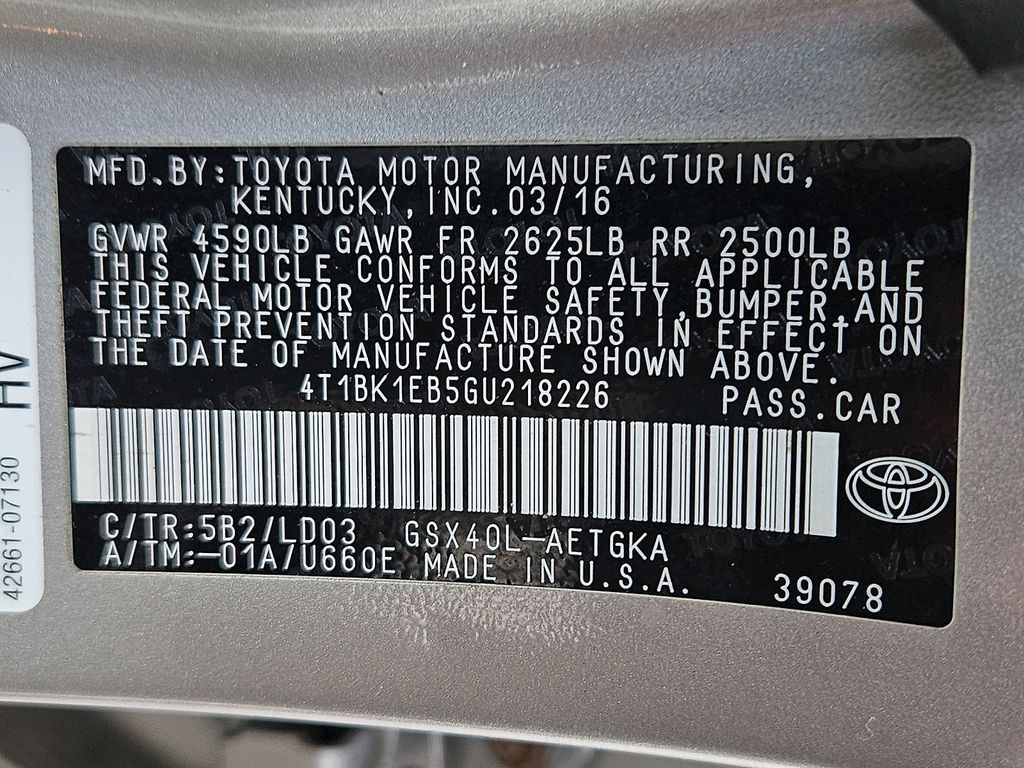 MFD.BY:TOYOTA MOTOR MANUFACTURING,
KENTUCKY,INC.03/16
GVWR 4590LB GAWR FR 2625LB RR 2500LB
THIS VEHICLE CONFORMS TO ALL APPLICABLE
FEDERAL MOTOR VEHICLE SAFETY,BUMPER,AND
THEFT PREVENTION STANDARDS IN EFFECT ON
THE DATE OF MANUFACTURE SHOWN ABOVE.
4T1BK1EB5GU218226 PASS.CAR
C/TR:5B2/LD03 GSX40L-AETGKA
A/TM:-01A/U660E MADE IN U.S.A. 39078
HV
42661-07130